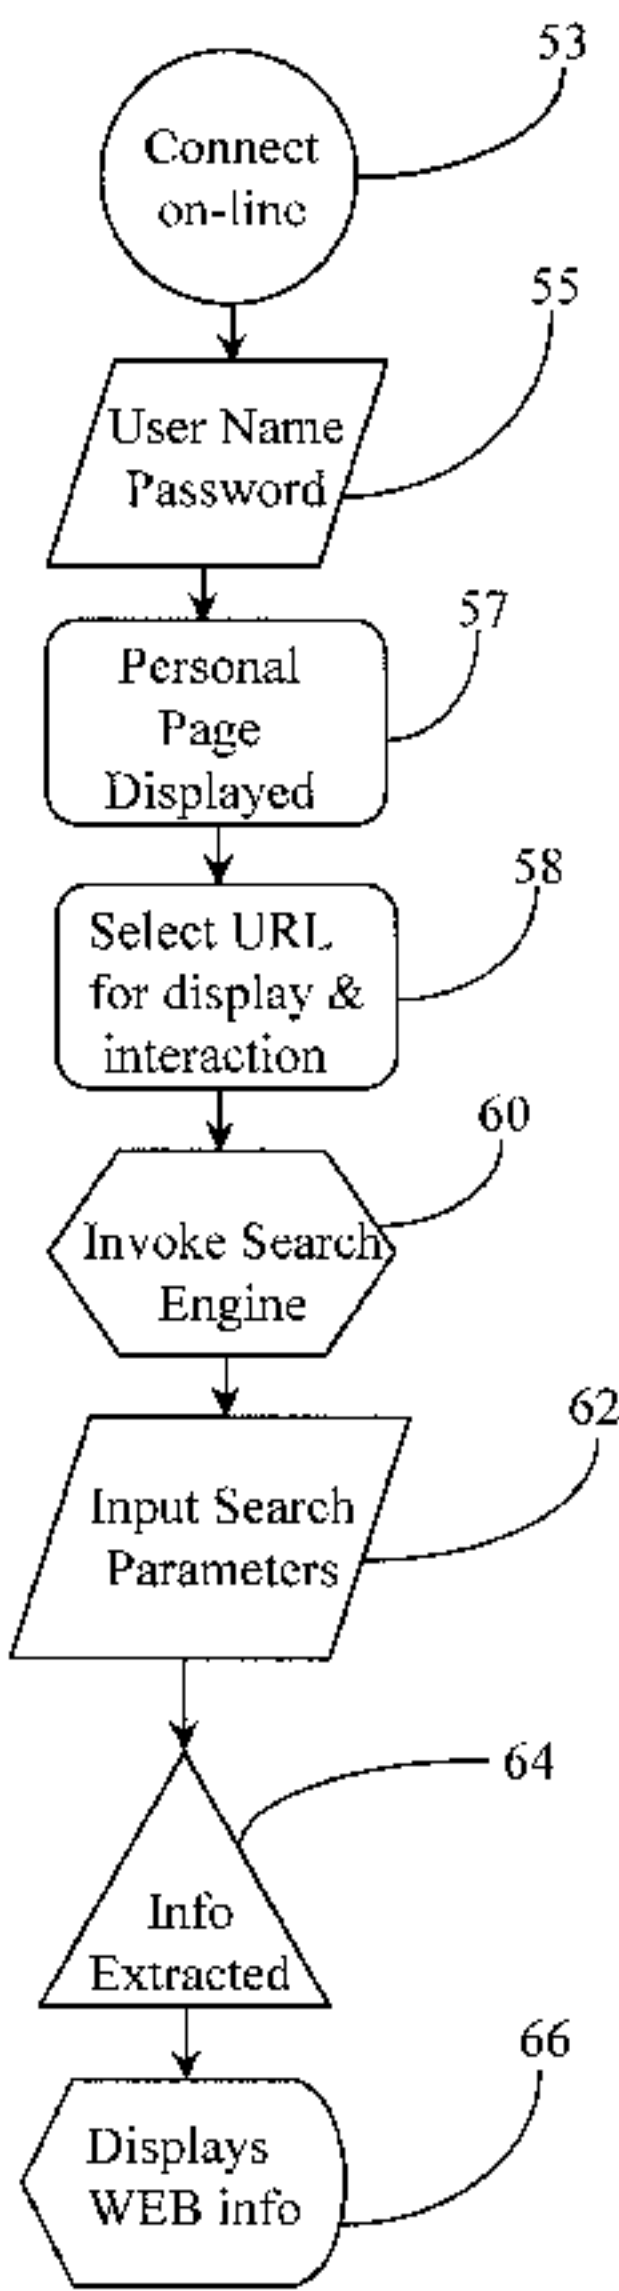 53
Connect
on-line
55
User Name
Password
57
Personal
Page
Displayed
58
Select URL
for display &
interaction
60
Invoke Search
Engine
62
Input Search
Parameters
64
Info
Extracted
66
Displays
WEB info